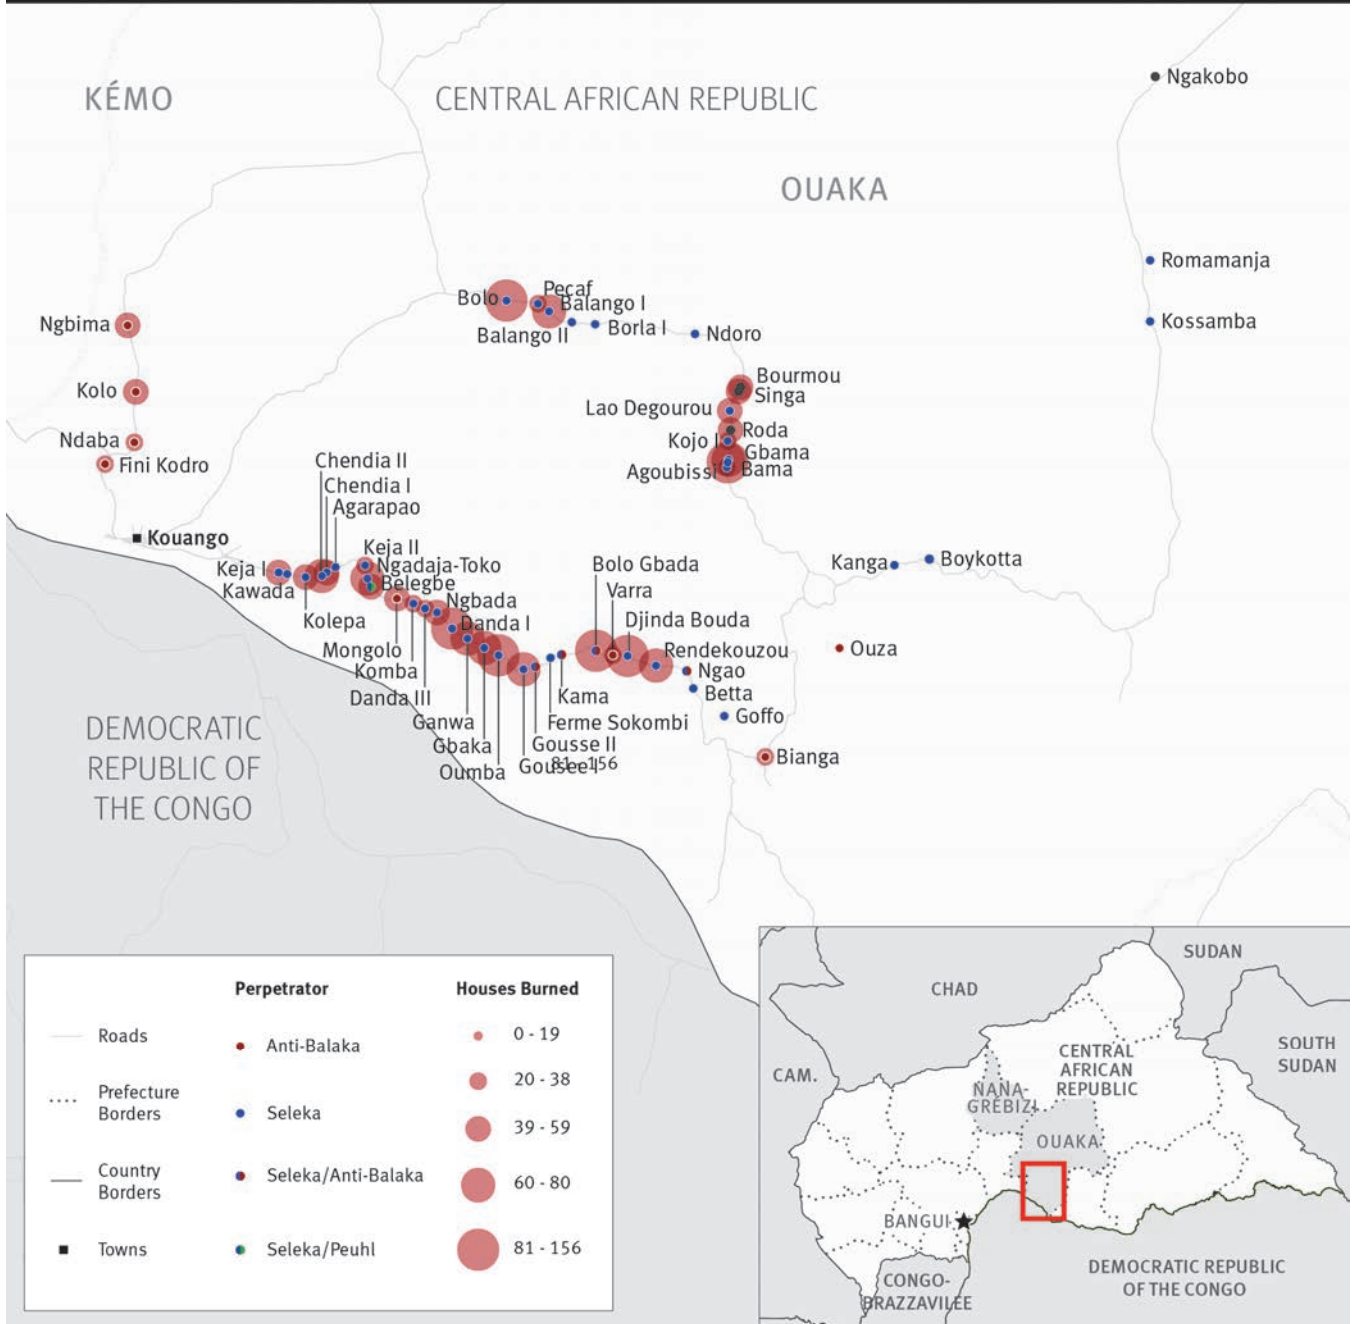 KÉMO
CENTRAL AFRICAN REPUBLIC
OUAKA
Ngakobo
Romamanja
Kossamba
Bolo
Pecaf
Balango I
Balango II
Borla I
Ndoro
Ngbima
Kolo
Ndaba
Fini Kodro
Bourmou
Singa
Lao Degourou
Roda
Kojo I
Gbama
Agoubissi
Bama
Chendia II
Chendia I
Agarapao
Kouango
Keja II
Keja I
Ngadaja-Toko
Kawada
Belegbe
Kolepa
Ngbada
Danda I
Mongolo
Komba
Danda III
Ganwa
Gbaka
Oumba
Bolo Gbada
Varra
Djinda Bouda
Rendekouzou
Ngao
Kama
Betta
Ferme Sokombi
Goffo
Gousse II
Gousee I
81 - 156
Bianga
Kanga
Boykotta
Ouza
DEMOCRATIC
REPUBLIC OF
THE CONGO
Roads
Prefecture
Borders
Country
Borders
Towns
Perpetrator
Anti-Balaka
Seleka
Seleka/Anti-Balaka
Seleka/Peuhl
Houses Burned
0 - 19
20 - 38
39 - 59
60 - 80
81 - 156
SUDAN
CHAD
SOUTH
SUDAN
CAM.
CENTRAL
AFRICAN
REPUBLIC
NANA-
GRÉBIZI
OUAKA
BANGUI
DEMOCRATIC REPUBLIC
OF THE CONGO
CONGO-
BRAZZAVILÉE